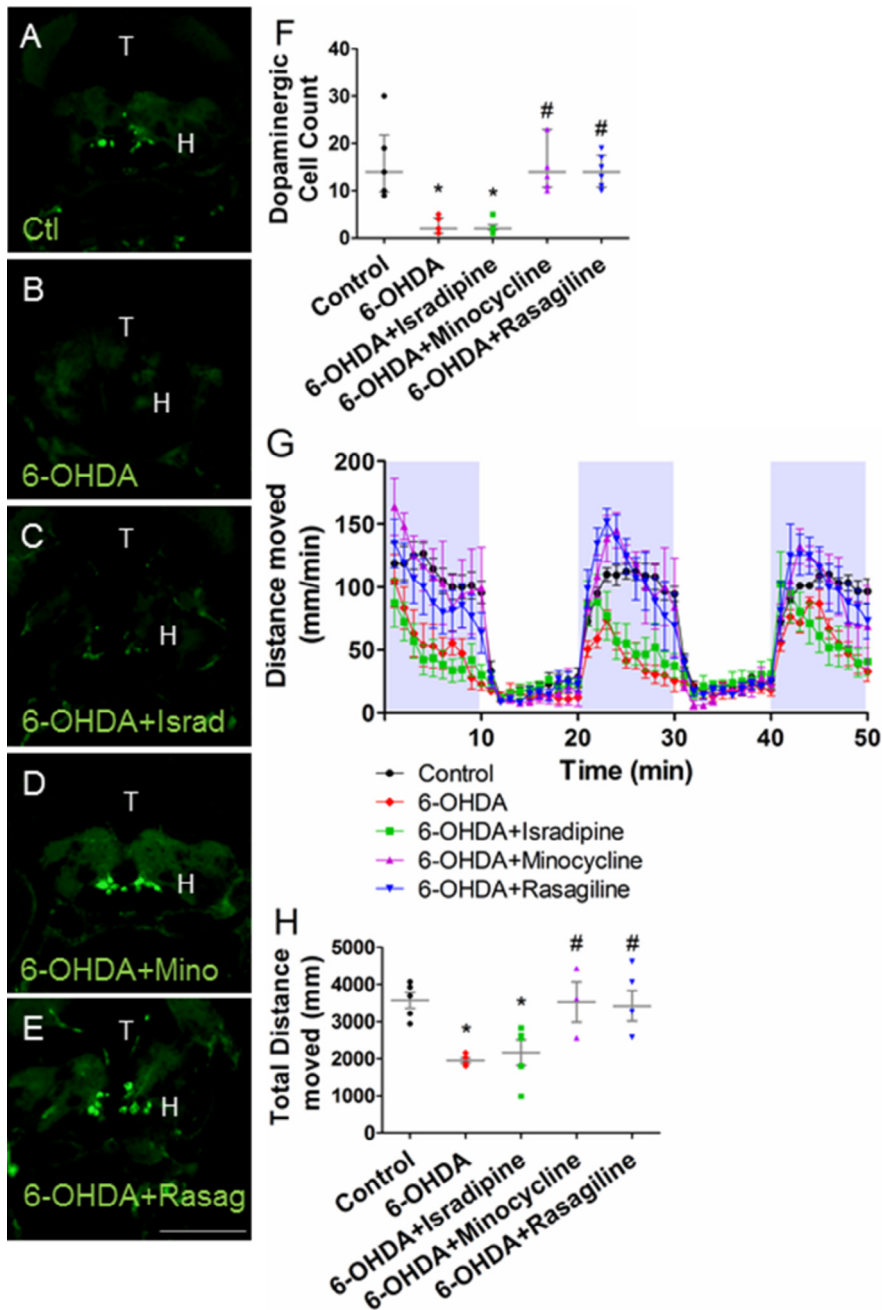 A
T
H
Ctl
B
T
H
6-OHDA
C
T
H
6-OHDA+Israd
D
T
H
6-OHDA+Mino
E
T
H
6-OHDA+Rasag
F
Dopaminergic
Cell Count
40
30
20
10
0
* * # #
Control
6-OHDA
6-OHDA+Isradipine
6-OHDA+Minocycline
6-OHDA+Rasagiline
G
Distance moved
(mm/min)
200
150
100
50
0
10 20 30 40 50
Time (min)
Control
6-OHDA
6-OHDA+Isradipine
6-OHDA+Minocycline
6-OHDA+Rasagiline
H
Total Distance
moved (mm)
5000
4000
3000
2000
1000
0
* * # #
Control
6-OHDA
6-OHDA+Isradipine
6-OHDA+Minocycline
6-OHDA+Rasagiline